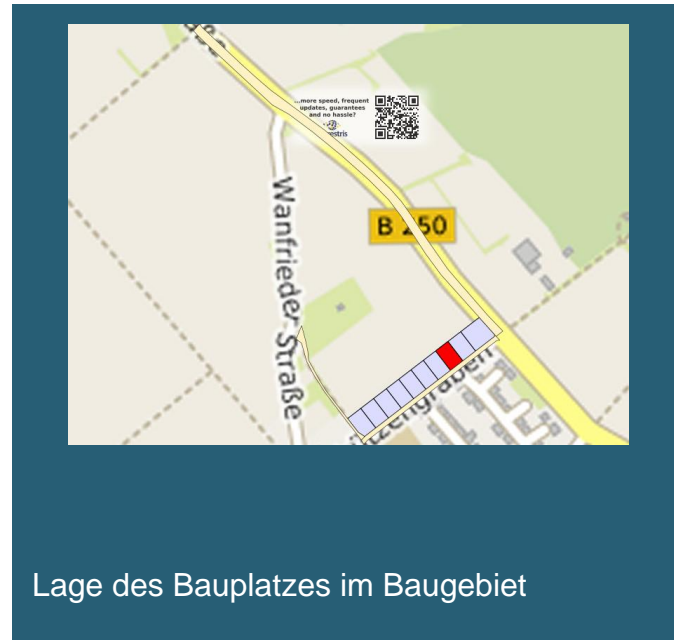 ...more speed, frequent
updates, guarantees
and no hassle?
Wanfrieder Straße
B 250
Lage des Bauplatzes im Baugebiet